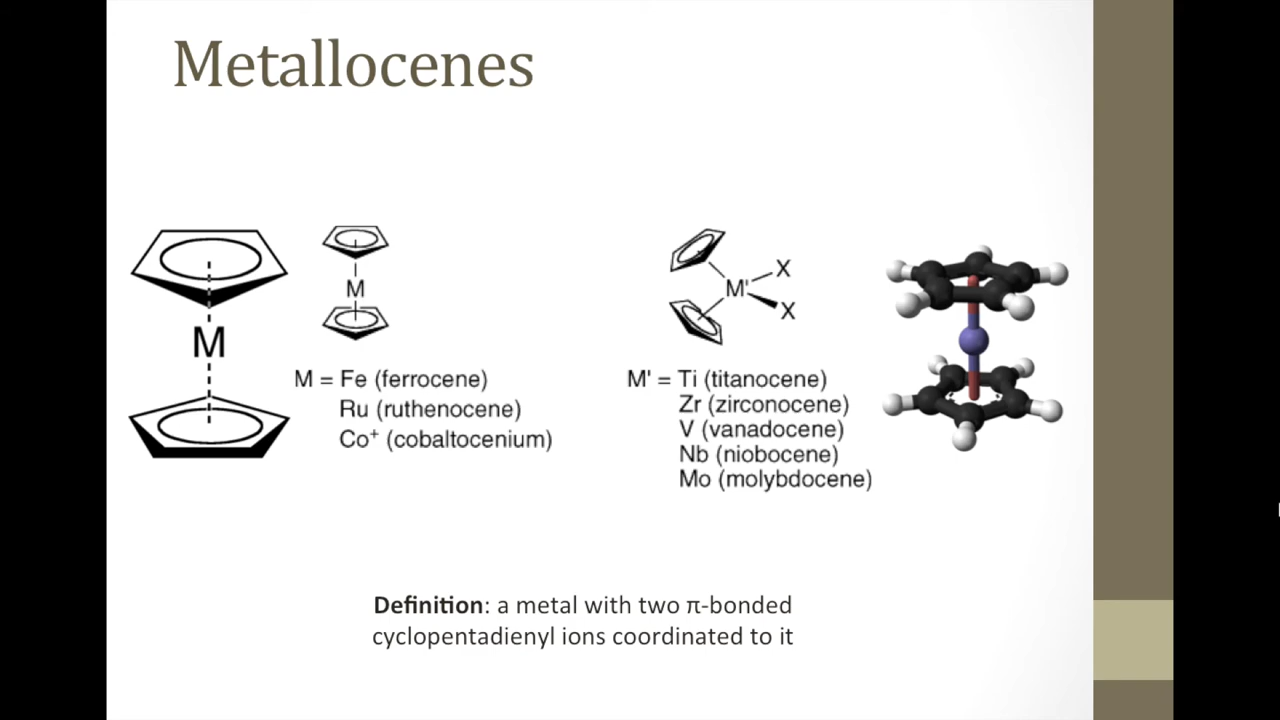 Metallocenes
M
M
M = Fe (ferrocene)
Ru (ruthenocene)
Co⁺ (cobaltocenium)
X
M'
X
M' = Ti (titanocene)
Zr (zirconocene)
V (vanadocene)
Nb (niobocene)
Mo (molybdocene)
Definition: a metal with two π-bonded
cyclopentadienyl ions coordinated to it